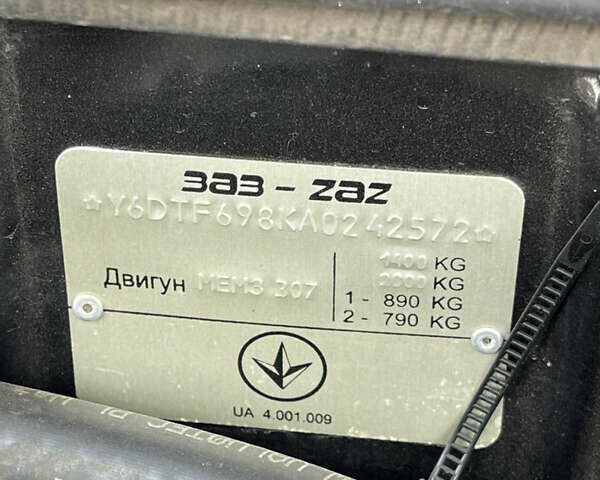 ЗАЗ - ZAZ
☆Y6DTF698KA0242572☆
1400 KG
Двигун МЕМЗ 307
KG
1 - 890 KG
2 - 790 KG
UA 4.001.009